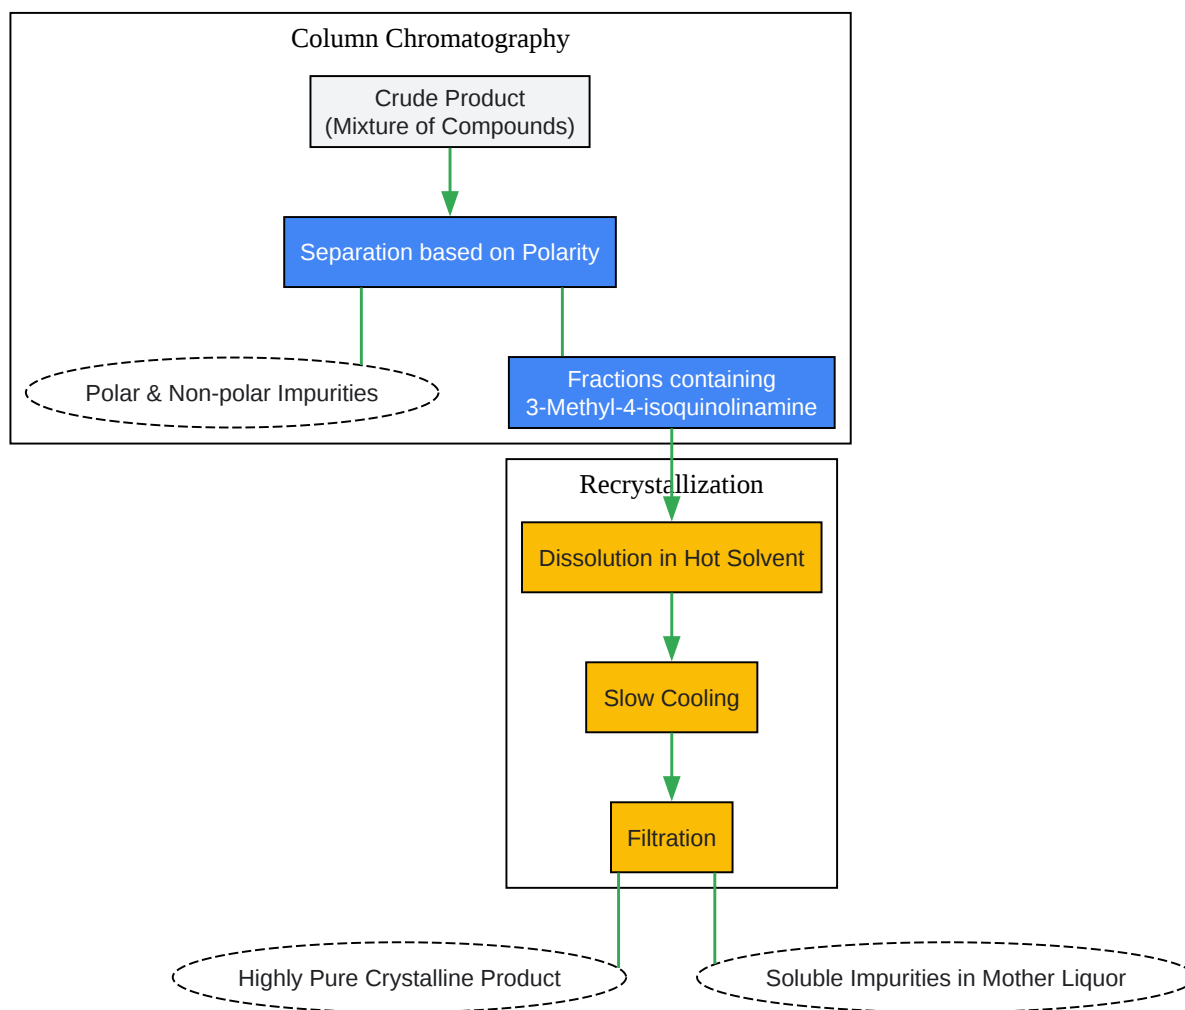 Column Chromatography
Crude Product
(Mixture of Compounds)
Separation based on Polarity
Polar & Non-polar Impurities
Fractions containing
3-Methyl-4-isoquinolinamine
Recrystallization
Dissolution in Hot Solvent
Slow Cooling
Filtration
Highly Pure Crystalline Product
Soluble Impurities in Mother Liquor